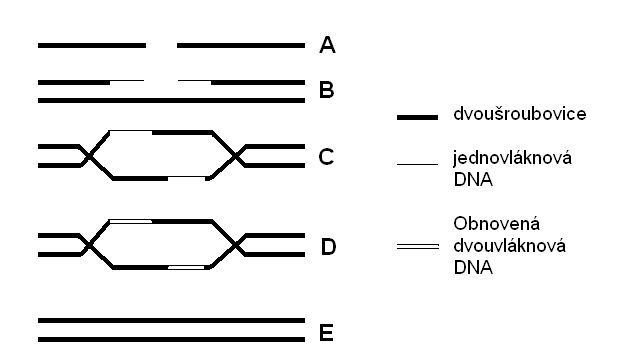 A
B
C
D
E
dvoušroubovice
jednovláknová
DNA
Obnovená
dvouvláknová
DNA